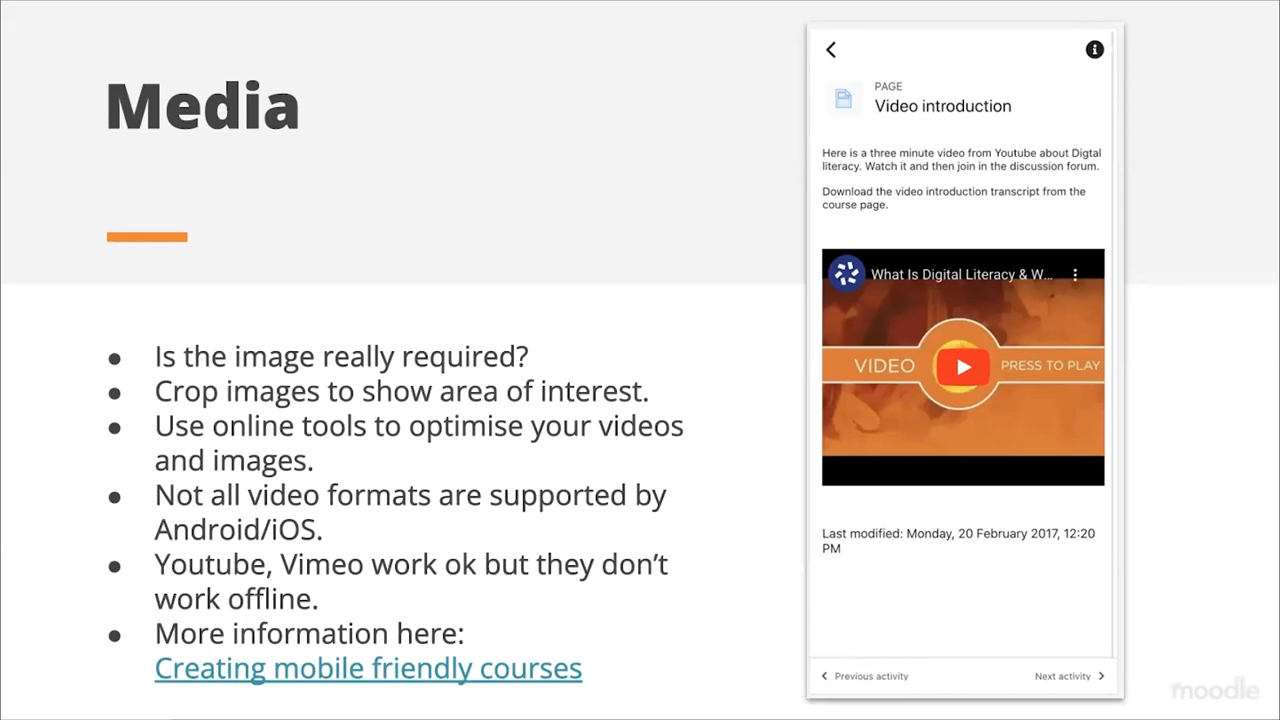 Media
● Is the image really required?
● Crop images to show area of interest.
● Use online tools to optimise your videos
and images.
● Not all video formats are supported by
Android/iOS.
● Youtube, Vimeo work ok but they don’t
work offline.
● More information here:
Creating mobile friendly courses
PAGE
Video introduction
Here is a three minute video from Youtube about Digtal
literacy. Watch it and then join in the discussion forum.
Download the video introduction transcript from the
course page.
What Is Digital Literacy & W...
VIDEO PRESS TO PLAY
Last modified: Monday, 20 February 2017, 12:20
PM
Previous activity Next activity
moodle